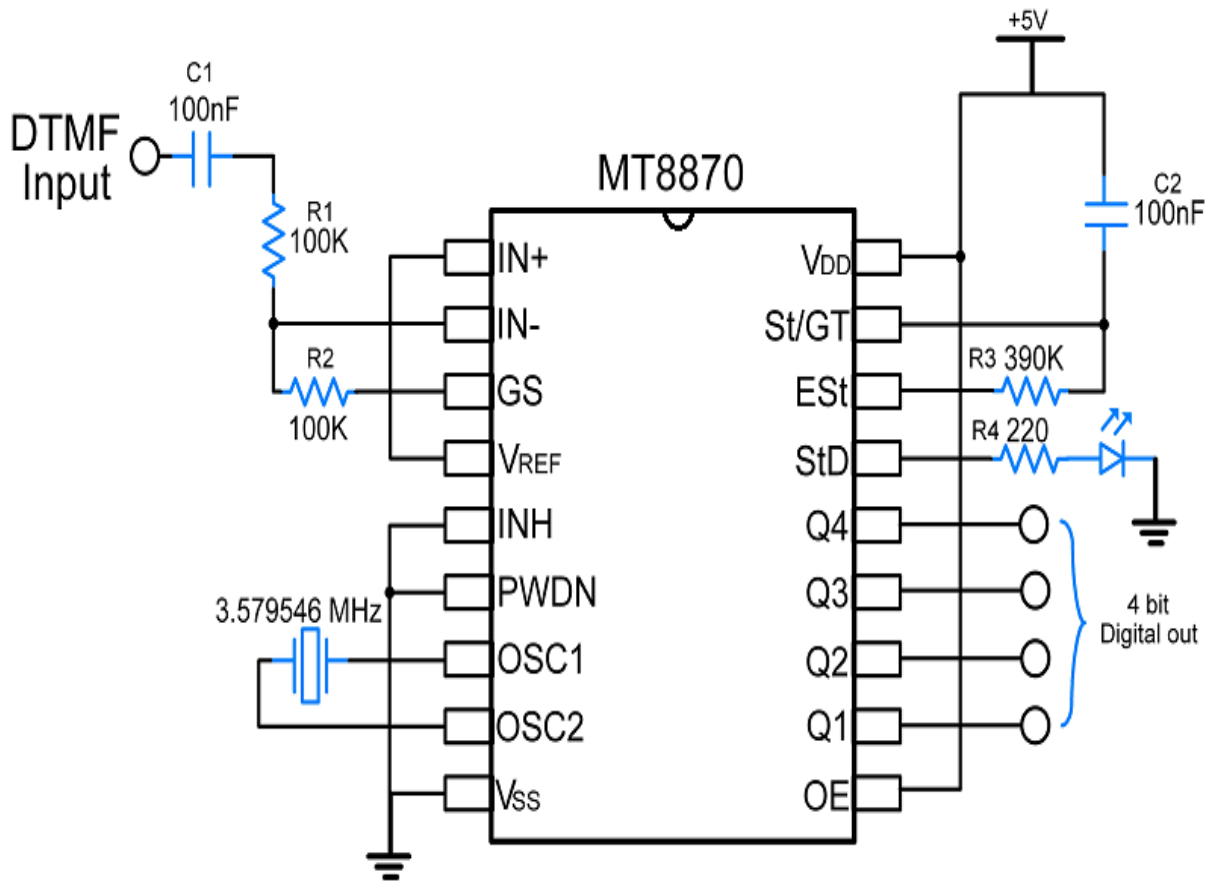 +5V
C1
100nF
DTMF
Input
MT8870
C2
100nF
R1
100K
IN+
VDD
IN-
St/GT
R2
100K
GS
R3 390K
ESt
R4 220
VREF
StD
INH
Q4
PWDN
Q3
4 bit
Digital out
3.579546 MHz
OSC1
Q2
OSC2
Q1
VSS
OE